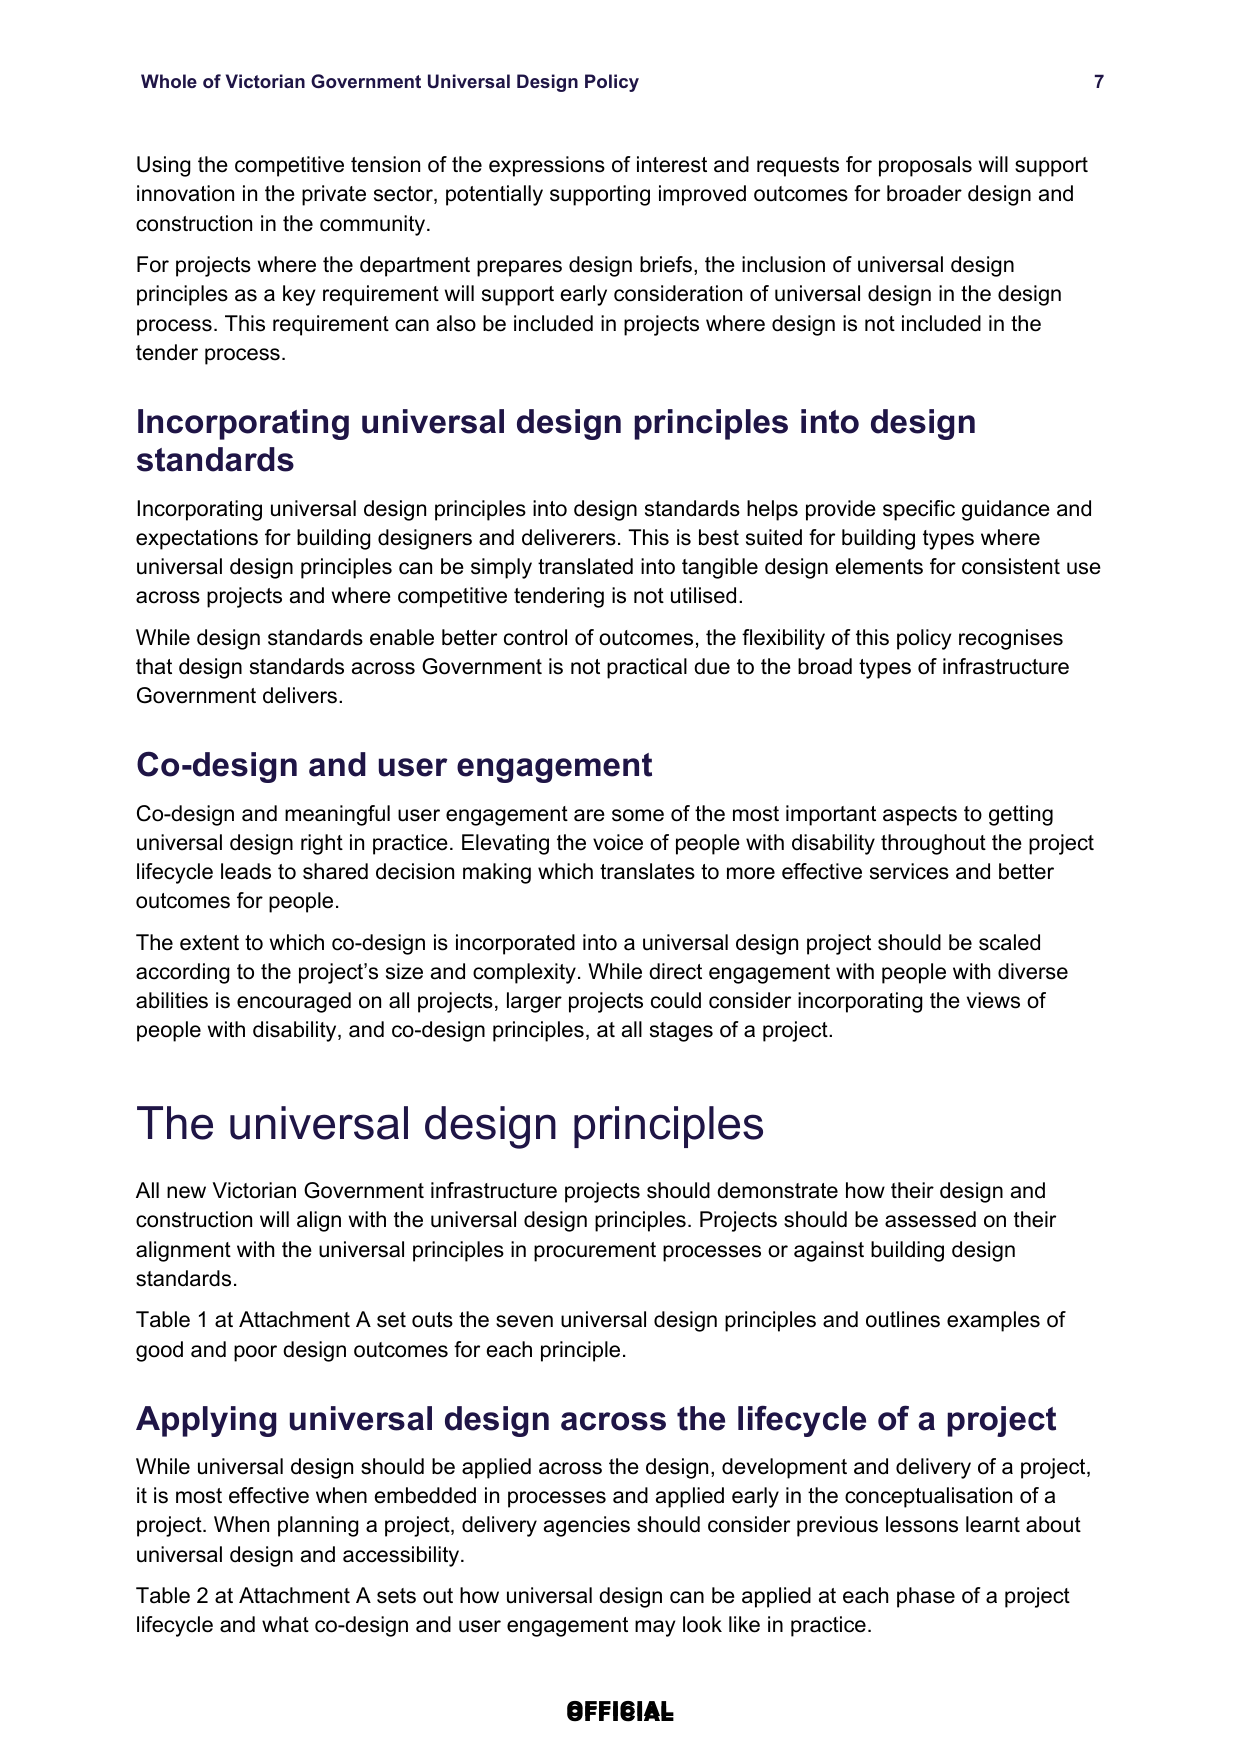 Whole of Victorian Government Universal Design Policy 7
Using the competitive tension of the expressions of interest and requests for proposals will support
innovation in the private sector, potentially supporting improved outcomes for broader design and
construction in the community.
For projects where the department prepares design briefs, the inclusion of universal design
principles as a key requirement will support early consideration of universal design in the design
process. This requirement can also be included in projects where design is not included in the
tender process.
Incorporating universal design principles into design
standards
Incorporating universal design principles into design standards helps provide specific guidance and
expectations for building designers and deliverers. This is best suited for building types where
universal design principles can be simply translated into tangible design elements for consistent use
across projects and where competitive tendering is not utilised.
While design standards enable better control of outcomes, the flexibility of this policy recognises
that design standards across Government is not practical due to the broad types of infrastructure
Government delivers.
Co-design and user engagement
Co-design and meaningful user engagement are some of the most important aspects to getting
universal design right in practice. Elevating the voice of people with disability throughout the project
lifecycle leads to shared decision making which translates to more effective services and better
outcomes for people.
The extent to which co-design is incorporated into a universal design project should be scaled
according to the project’s size and complexity. While direct engagement with people with diverse
abilities is encouraged on all projects, larger projects could consider incorporating the views of
people with disability, and co-design principles, at all stages of a project.
The universal design principles
All new Victorian Government infrastructure projects should demonstrate how their design and
construction will align with the universal design principles. Projects should be assessed on their
alignment with the universal principles in procurement processes or against building design
standards.
Table 1 at Attachment A set outs the seven universal design principles and outlines examples of
good and poor design outcomes for each principle.
Applying universal design across the lifecycle of a project
While universal design should be applied across the design, development and delivery of a project,
it is most effective when embedded in processes and applied early in the conceptualisation of a
project. When planning a project, delivery agencies should consider previous lessons learnt about
universal design and accessibility.
Table 2 at Attachment A sets out how universal design can be applied at each phase of a project
lifecycle and what co-design and user engagement may look like in practice.
OFFICIAL
OFFICIAL